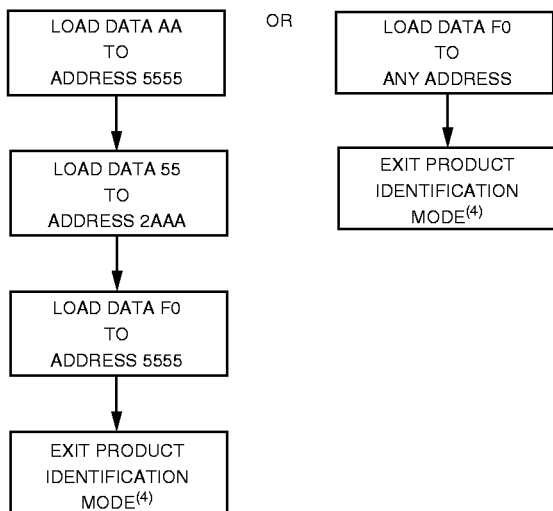 LOAD DATA AA
TO
ADDRESS 5555
LOAD DATA 55
TO
ADDRESS 2AAA
LOAD DATA F0
TO
ADDRESS 5555
EXIT PRODUCT
IDENTIFICATION
MODE(4)
OR
LOAD DATA F0
TO
ANY ADDRESS
EXIT PRODUCT
IDENTIFICATION
MODE(4)